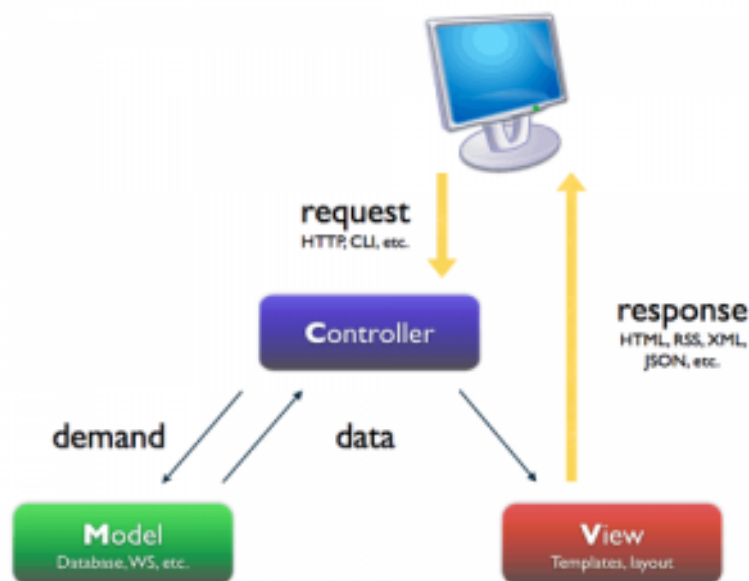 request
HTTP, CLI, etc.
response
HTML, RSS, XML,
JSON, etc.
Controller
demand
data
Model
Database, WS, etc.
View
Templates, layout